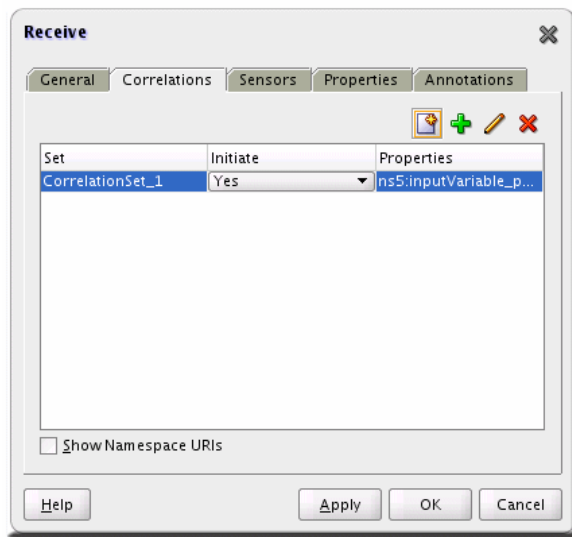 Receive
General Correlations Sensors Properties Annotations
Set Initiate Properties
CorrelationSet_1 Yes ns5:inputVariable_p...
Show Namespace URIs
Help Apply OK Cancel